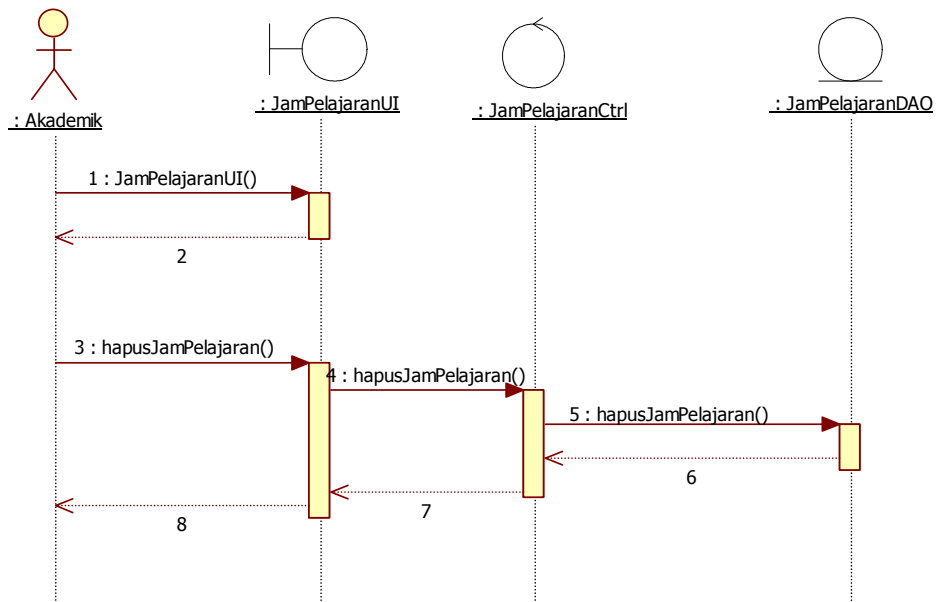 : Akademik
: JamPelajaranUI
: JamPelajaranCtrl
: JamPelajaranDAO
1 : JamPelajaranUI()
2
3 : hapusJamPelajaran()
4 : hapusJamPelajaran()
5 : hapusJamPelajaran()
6
7
8